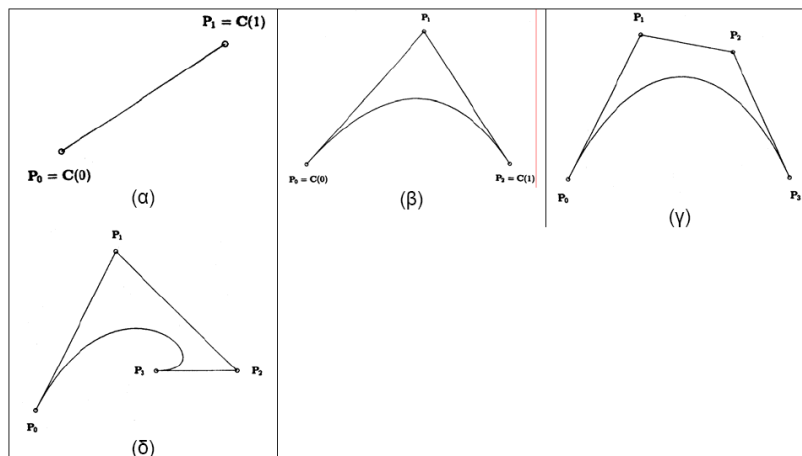 P₁ = C(1)
P₀ = C(0)
(α)
P₁
P₀ = C(0)
P₂ = C(1)
(β)
P₁
P₂
P₀
P₃
(γ)
P₁
P₃
P₂
P₀
(δ)